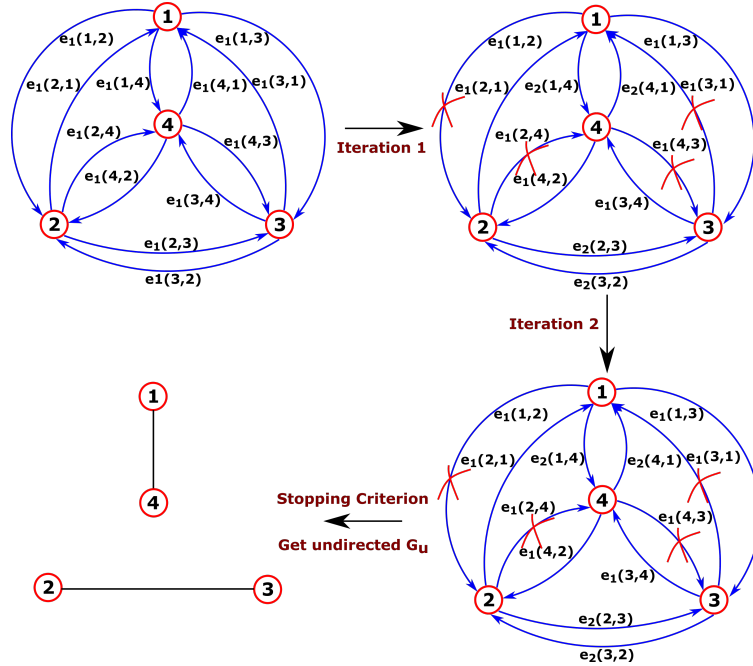 1
e₁(1,2)
e₁(1,3)
e₁(2,1)
e₁(1,4)
e₁(4,1)
e₁(3,1)
4
e₁(2,4)
e₁(4,3)
e₁(4,2)
e₁(3,4)
2
3
e₁(2,3)
e1(3,2)
Iteration 1
1
e₁(1,2)
e₁(1,3)
e₁(2,1)
e₂(1,4)
e₂(4,1)
e₁(3,1)
4
e₁(2,4)
e₁(4,3)
e₁(4,2)
e₁(3,4)
2
3
e₂(2,3)
e₂(3,2)
Iteration 2
1
e₁(1,2)
e₁(1,3)
e₁(2,1)
e₂(1,4)
e₂(4,1)
e₁(3,1)
4
e₁(2,4)
e₁(4,3)
e₁(4,2)
e₁(3,4)
2
3
e₂(2,3)
e₂(3,2)
Stopping Criterion
Get undirected Gᵤ
1
4
2
3